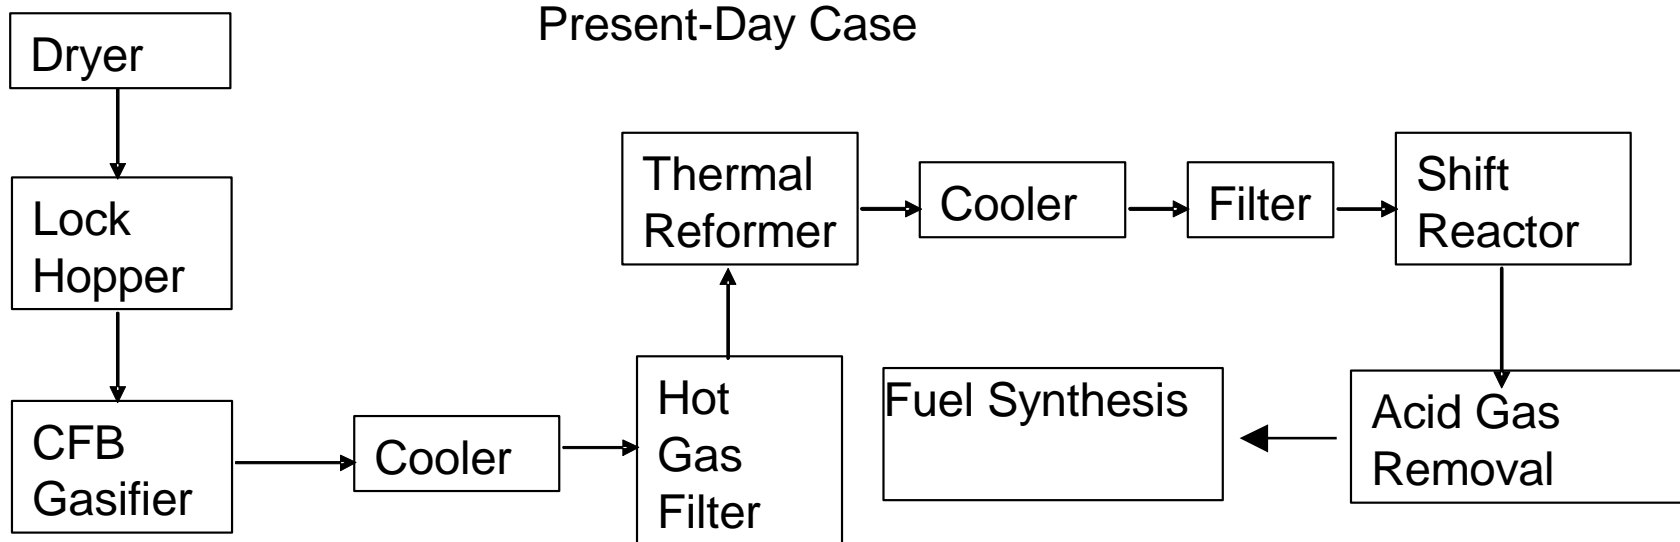 Present-Day Case
Dryer
Lock
Hopper
CFB
Gasifier
Cooler
Hot
Gas
Filter
Thermal
Reformer
Cooler
Filter
Shift
Reactor
Acid Gas
Removal
Fuel Synthesis